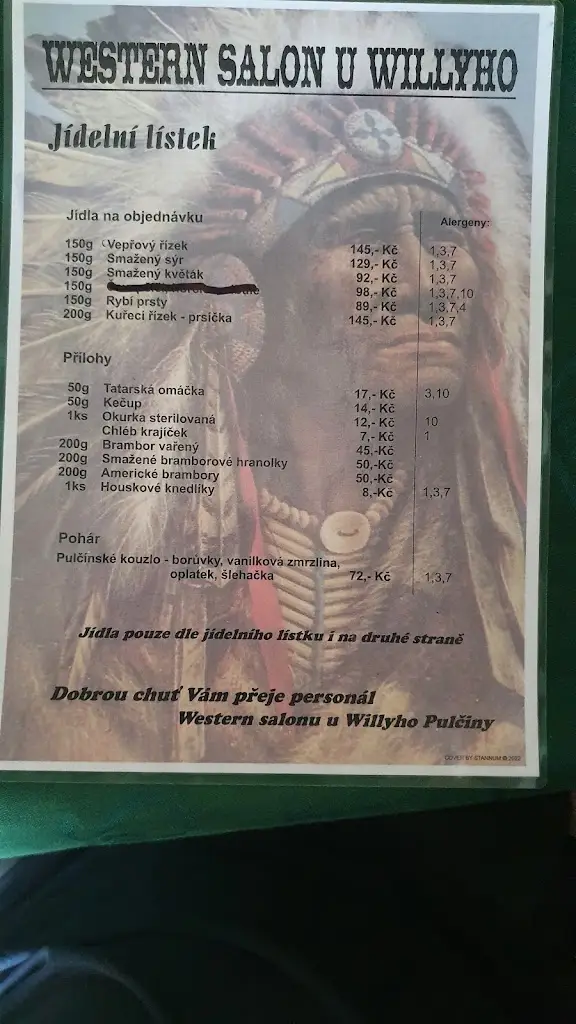 WESTERN SALON U WILLYHO
Jídelní lístek
Jídla na objednávku Alergeny:
150g Vepřový řízek 145,- Kč 1,3,7
150g Smažený sýr 129,- Kč 1,3,7
150g Smažený květák 92,- Kč 1,3,7
150g 98,- Kč 1,3,7,10
150g Rybí prsty 89,- Kč 1,3,7,4
200g Kuřecí řízek - prsíčka 145,- Kč 1,3,7
Přílohy
50g Tatarská omáčka 17,- Kč 3,10
50g Kečup 14,- Kč
1ks Okurka sterilovaná 12,- Kč 10
Chléb krajíček 7,- Kč 1
200g Brambor vařený 45,-Kč
200g Smažené bramborové hranolky 50,-Kč
200g Americké brambory 50,-Kč
1ks Houskové knedlíky 8,-Kč 1,3,7
Pohár
Pulčínské kouzlo - borůvky, vanilková zmrzlina,
oplatek, šlehačka 72,- Kč 1,3,7
Jídla pouze dle jídelního lístku i na druhé straně
Dobrou chuť Vám přeje personál
Western salonu u Willyho Pulčiny
COVER BY STANNUM © 2002